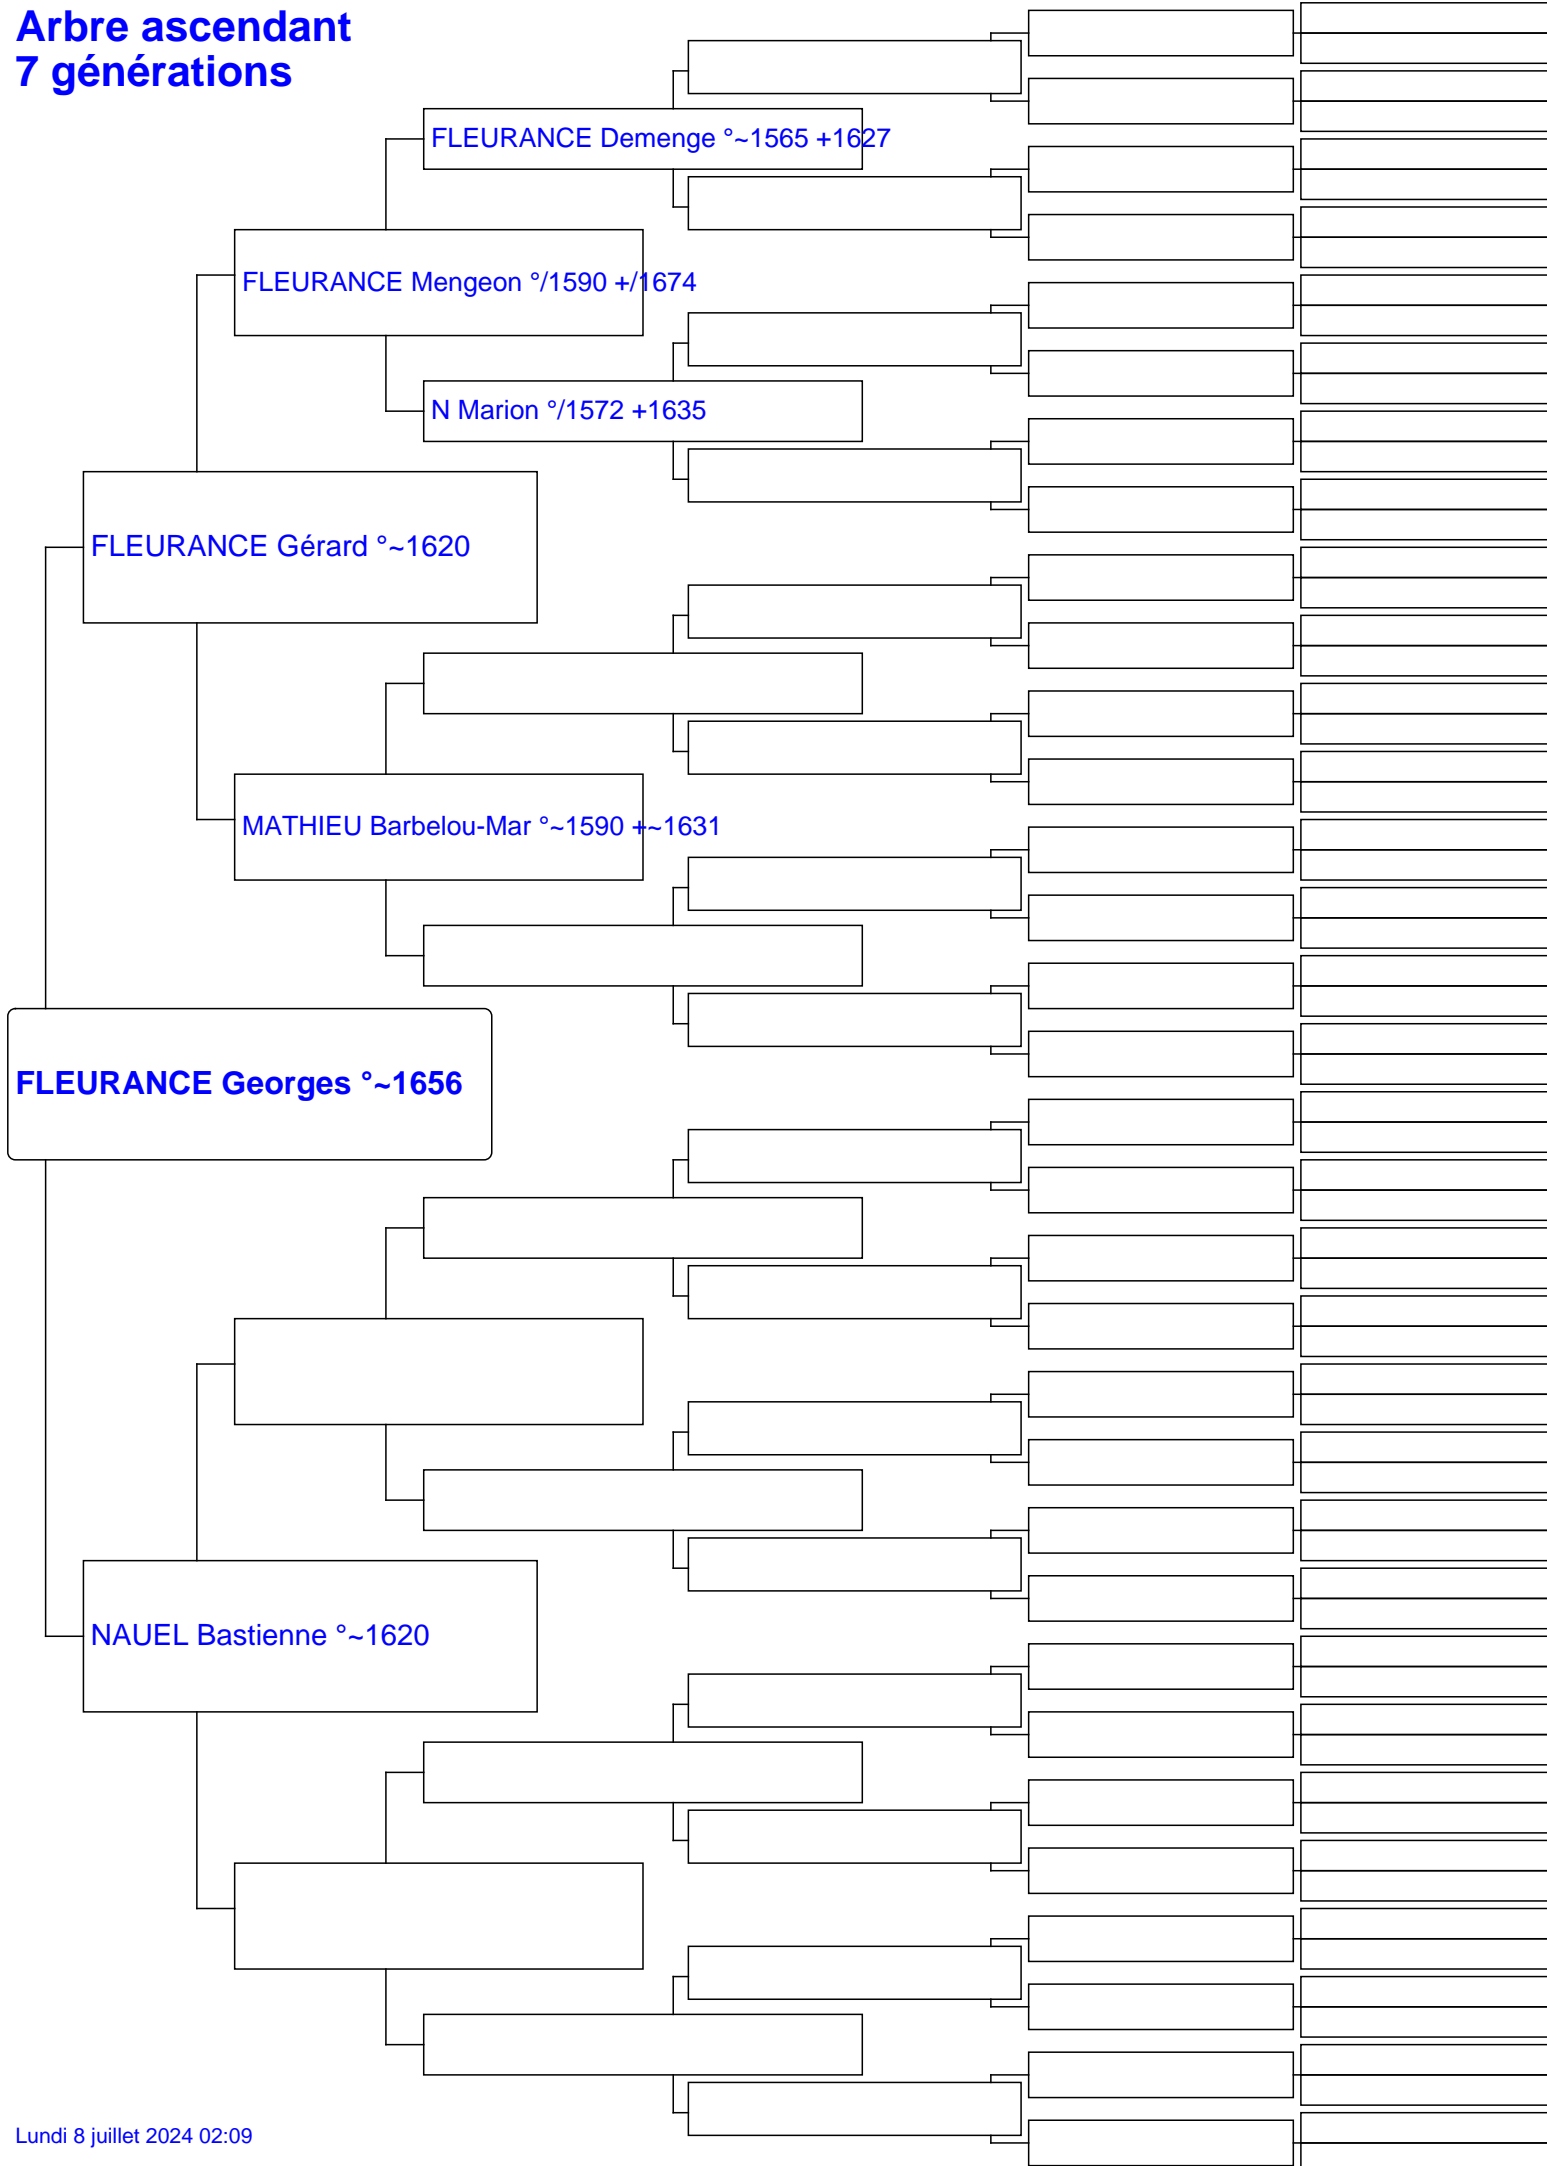 Arbre ascendant
7 générations
FLEURANCE Demenge °~1565 +1627
FLEURANCE Mengeon °/1590 +/1674
N Marion °/1572 +1635
FLEURANCE Gérard °~1620
MATHIEU Barbelou-Mar °~1590 +~1631
FLEURANCE Georges °~1656
NAUEL Bastienne °~1620
Lundi 8 juillet 2024 02:09